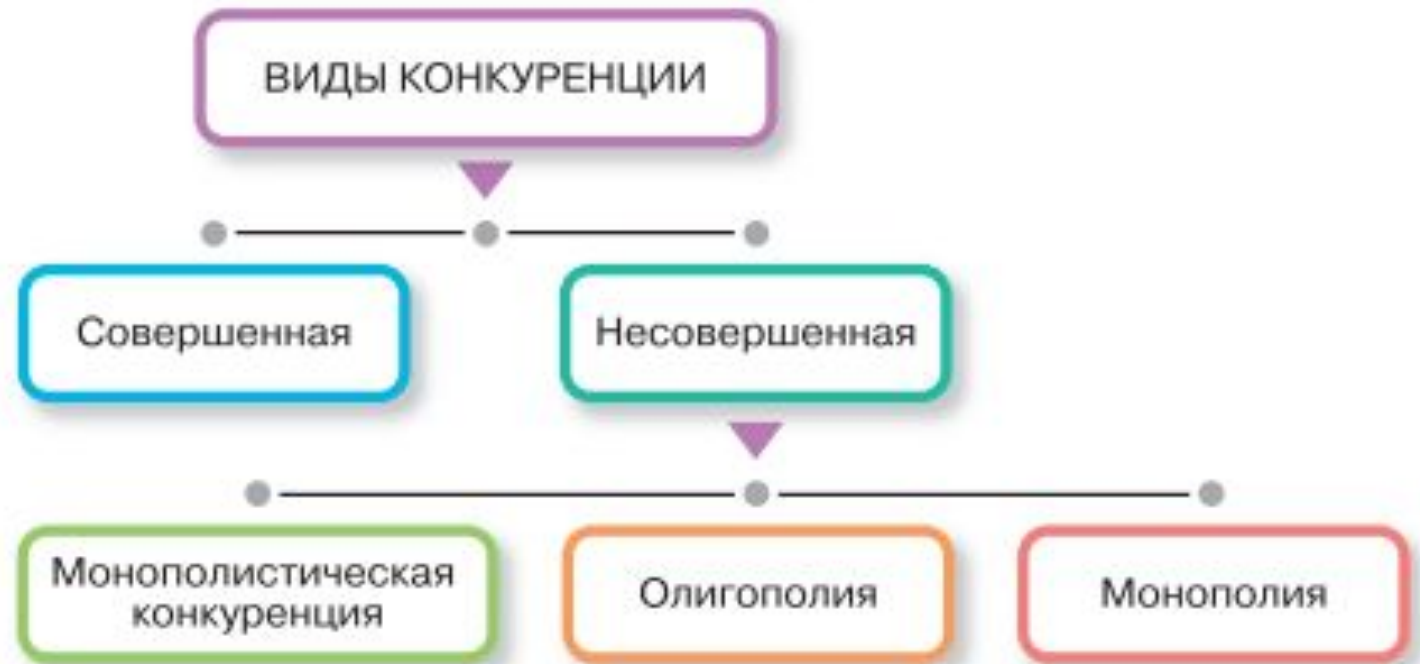 ВИДЫ КОНКУРЕНЦИИ
Совершенная
Несовершенная
Монополистическая
конкуренция
Олигополия
Монополия